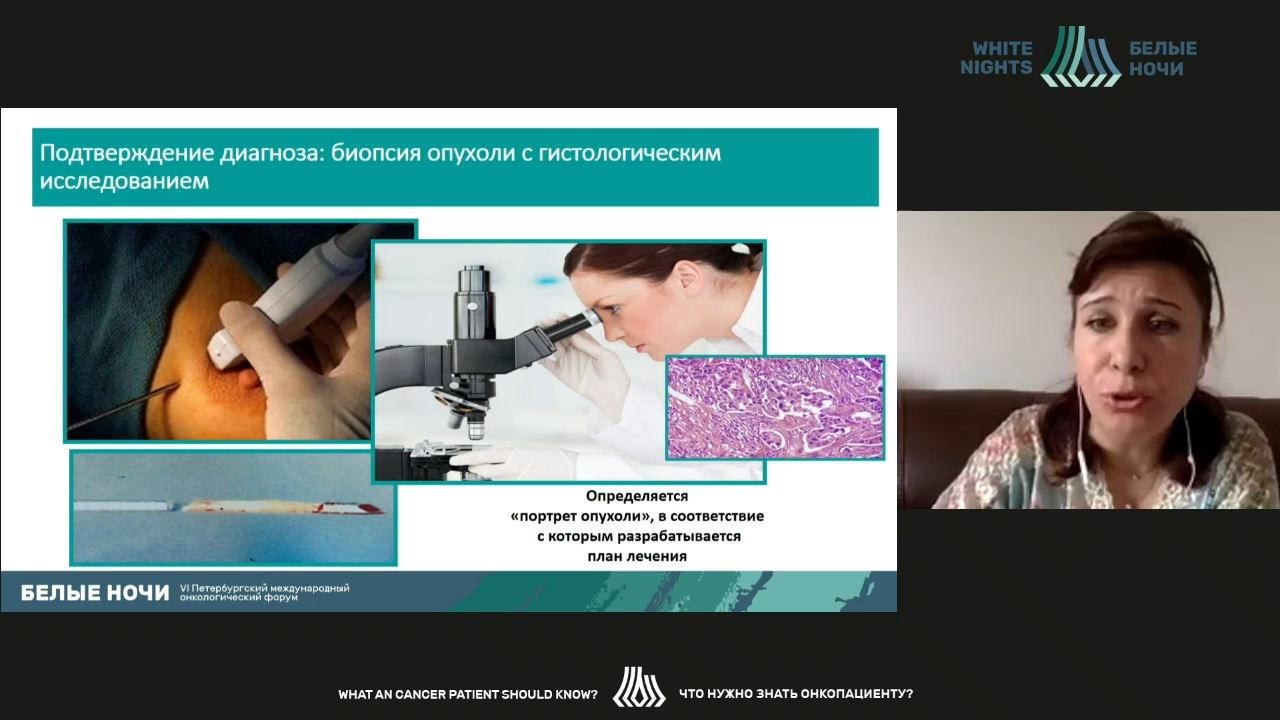 WHITE
NIGHTS
БЕЛЫЕ
НОЧИ
Подтверждение диагноза: биопсия опухоли с гистологическим
исследованием
Определяется
«портрет опухоли», в соответствие
с которым разрабатывается
план лечения
БЕЛЫЕ НОЧИ
VI Петербургский международный
онкологический форум
WHAT AN CANCER PATIENT SHOULD KNOW?
ЧТО НУЖНО ЗНАТЬ ОНКОПАЦИЕНТУ?